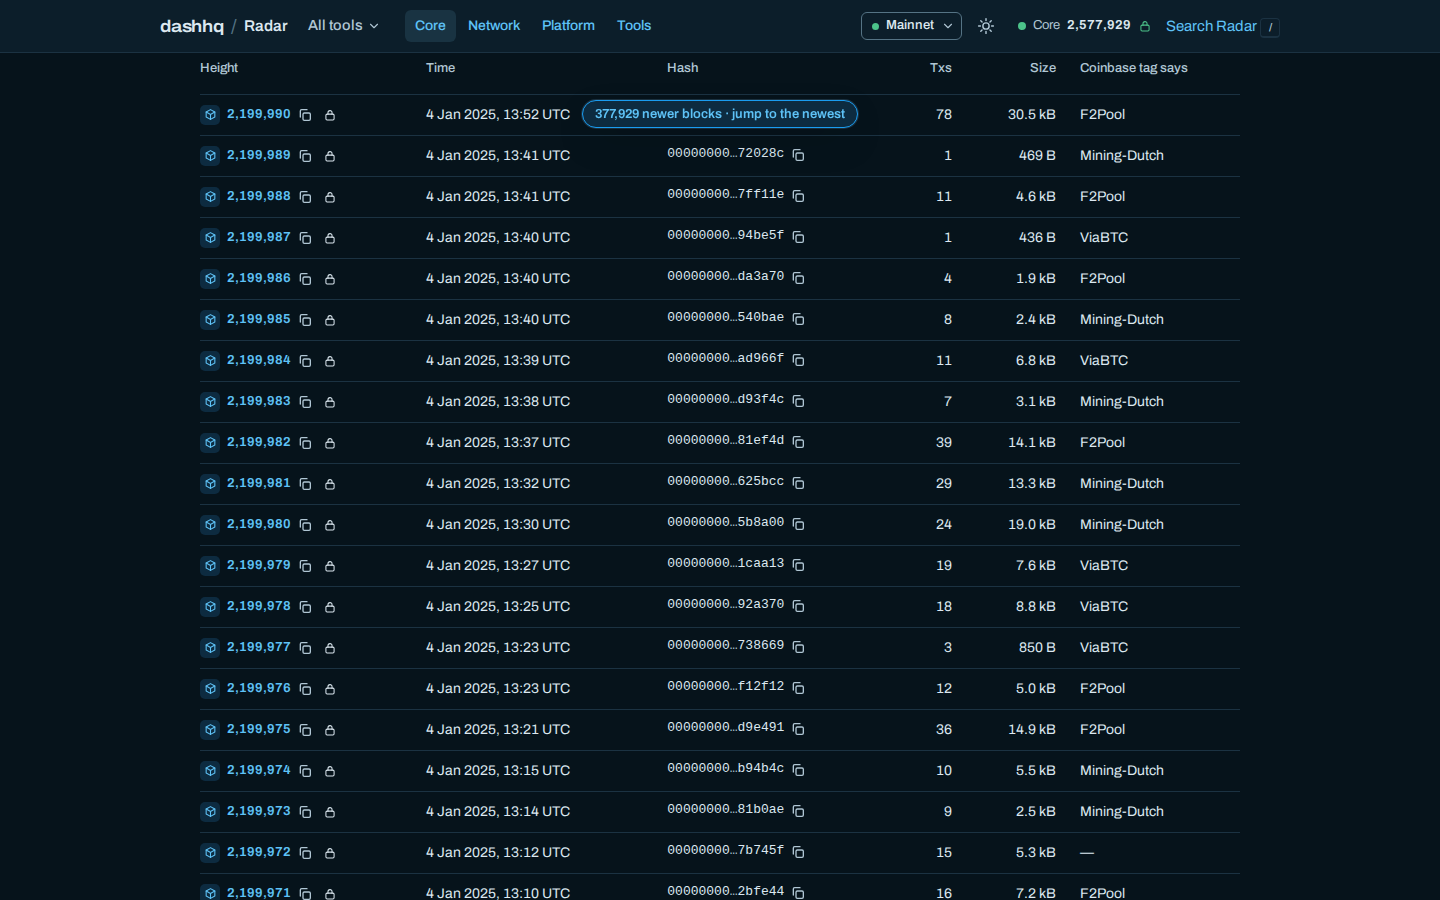 dashhq / Radar All tools Core Network Platform Tools Mainnet Core 2,577,929 Search Radar /
Height Time Hash Txs Size Coinbase tag says
2,199,990 4 Jan 2025, 13:52 UTC 377,929 newer blocks · jump to the newest 78 30.5 kB F2Pool
2,199,989 4 Jan 2025, 13:41 UTC 00000000…72028c 1 469 B Mining-Dutch
2,199,988 4 Jan 2025, 13:41 UTC 00000000…7ff11e 11 4.6 kB F2Pool
2,199,987 4 Jan 2025, 13:40 UTC 00000000…94be5f 1 436 B ViaBTC
2,199,986 4 Jan 2025, 13:40 UTC 00000000…da3a70 4 1.9 kB F2Pool
2,199,985 4 Jan 2025, 13:40 UTC 00000000…540bae 8 2.4 kB Mining-Dutch
2,199,984 4 Jan 2025, 13:39 UTC 00000000…ad966f 11 6.8 kB ViaBTC
2,199,983 4 Jan 2025, 13:38 UTC 00000000…d93f4c 7 3.1 kB Mining-Dutch
2,199,982 4 Jan 2025, 13:37 UTC 00000000…81ef4d 39 14.1 kB F2Pool
2,199,981 4 Jan 2025, 13:32 UTC 00000000…625bcc 29 13.3 kB Mining-Dutch
2,199,980 4 Jan 2025, 13:30 UTC 00000000…5b8a00 24 19.0 kB Mining-Dutch
2,199,979 4 Jan 2025, 13:27 UTC 00000000…1caa13 19 7.6 kB ViaBTC
2,199,978 4 Jan 2025, 13:25 UTC 00000000…92a370 18 8.8 kB ViaBTC
2,199,977 4 Jan 2025, 13:23 UTC 00000000…738669 3 850 B ViaBTC
2,199,976 4 Jan 2025, 13:23 UTC 00000000…f12f12 12 5.0 kB F2Pool
2,199,975 4 Jan 2025, 13:21 UTC 00000000…d9e491 36 14.9 kB F2Pool
2,199,974 4 Jan 2025, 13:15 UTC 00000000…b94b4c 10 5.5 kB Mining-Dutch
2,199,973 4 Jan 2025, 13:14 UTC 00000000…81b0ae 9 2.5 kB Mining-Dutch
2,199,972 4 Jan 2025, 13:12 UTC 00000000…7b745f 15 5.3 kB —
2,199,971 4 Jan 2025, 13:10 UTC 00000000…2bfe44 16 7.2 kB F2Pool